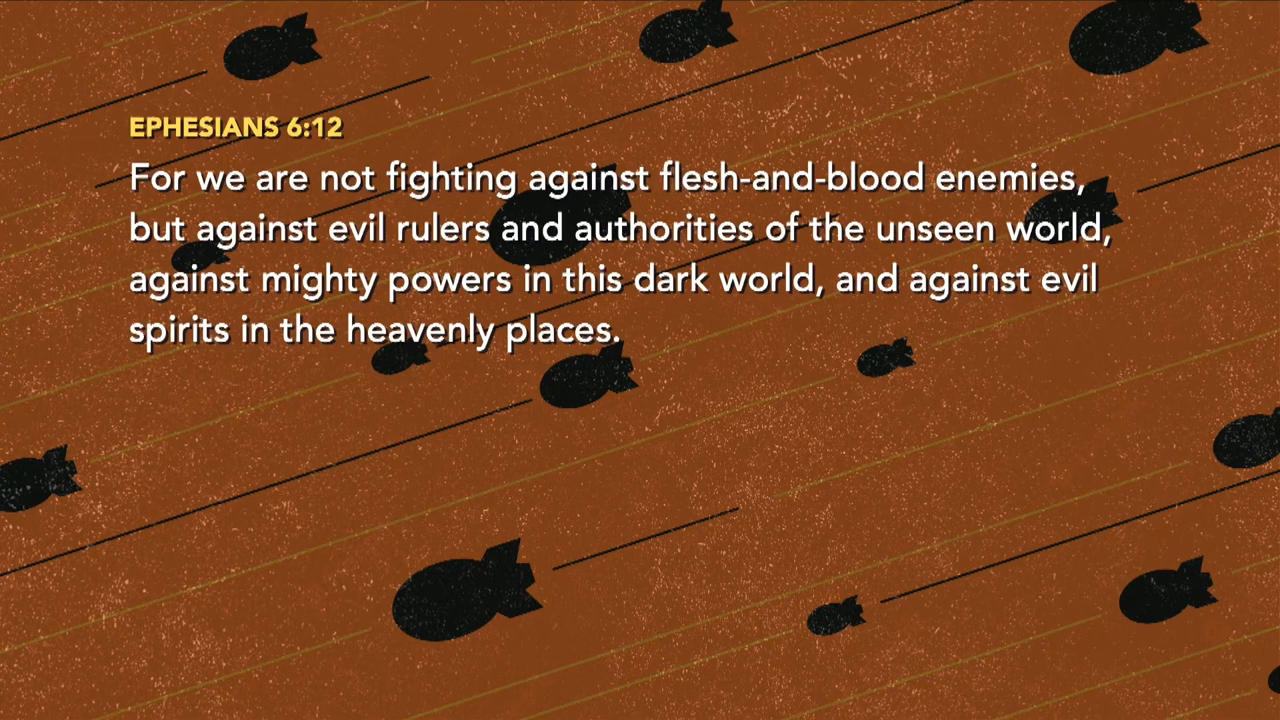 EPHESIANS 6:12
For we are not fighting against flesh-and-blood enemies,
but against evil rulers and authorities of the unseen world,
against mighty powers in this dark world, and against evil
spirits in the heavenly places.